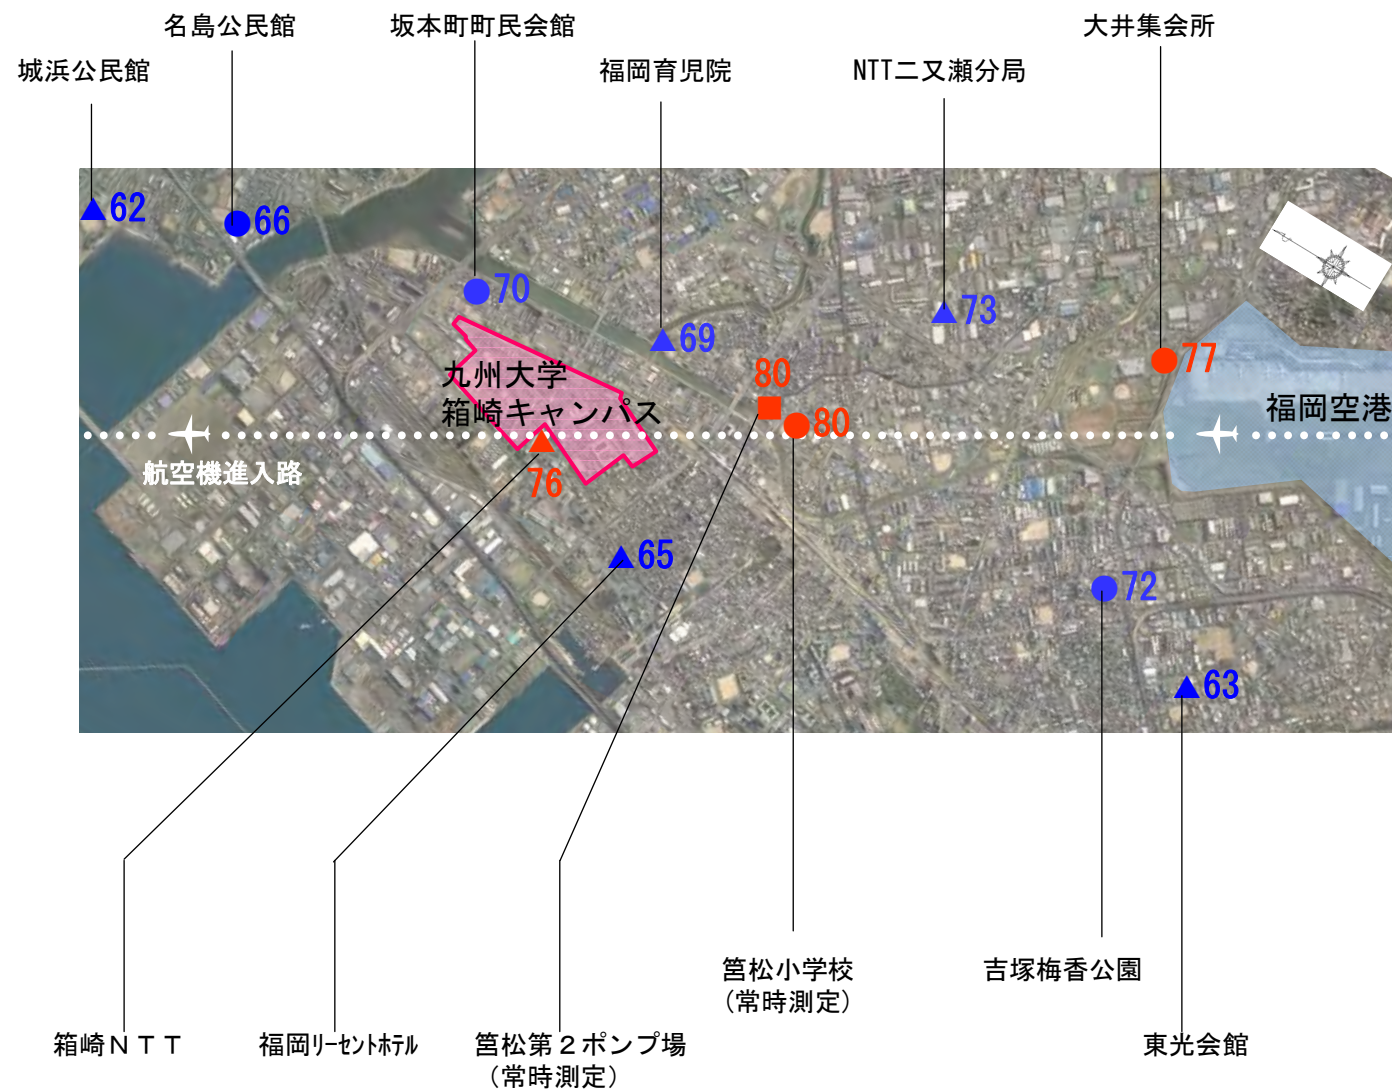 名島公民館
坂本町町民会館
大井集会所
城浜公民館
福岡育児院
NTT二又瀬分局
62
66
70
69
73
77
80
80
九州大学
箱崎キャンパス
福岡空港
航空機進入路
76
65
72
63
筥松小学校
(常時測定)
吉塚梅香公園
箱崎ＮＴＴ
福岡ﾘｰｾﾝﾄﾎﾃﾙ
筥松第２ポンプ場
(常時測定)
東光会館